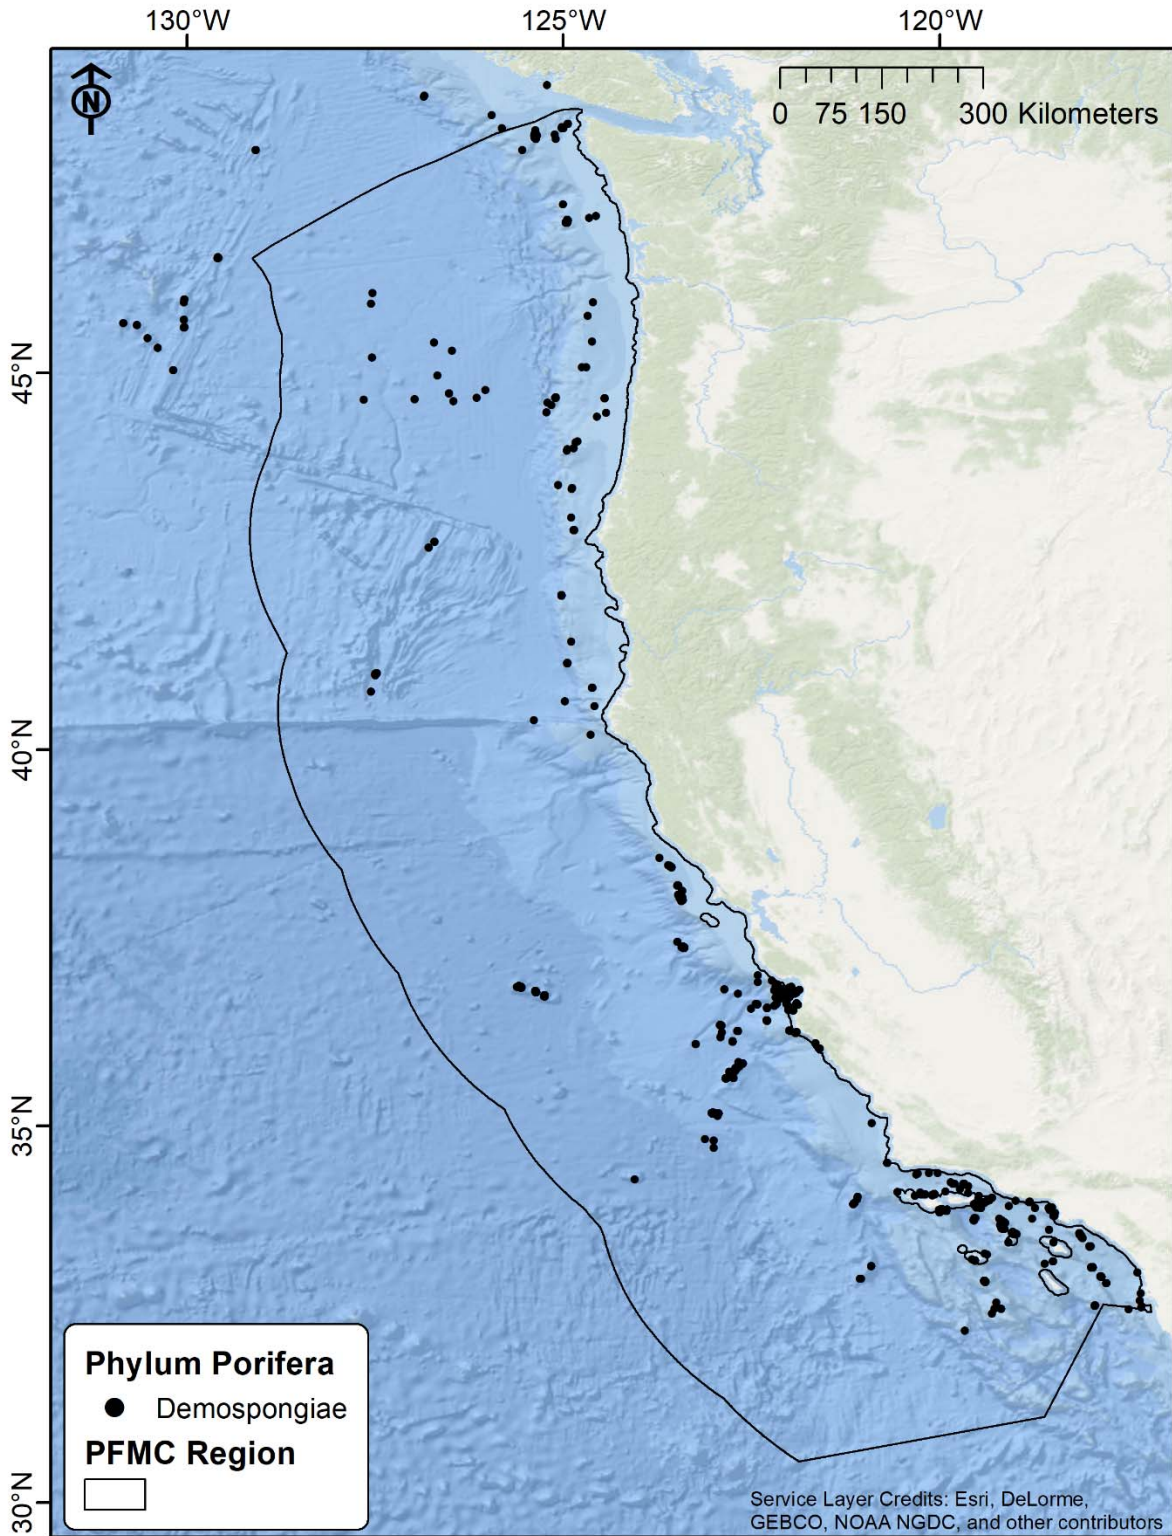 130°W 125°W 120°W
N
0 75 150 300 Kilometers
45°N
40°N
35°N
30°N
Phylum Porifera
Demospongiae
PFMC Region
Service Layer Credits: Esri, DeLorme,
GEBCO, NOAA NGDC, and other contributors